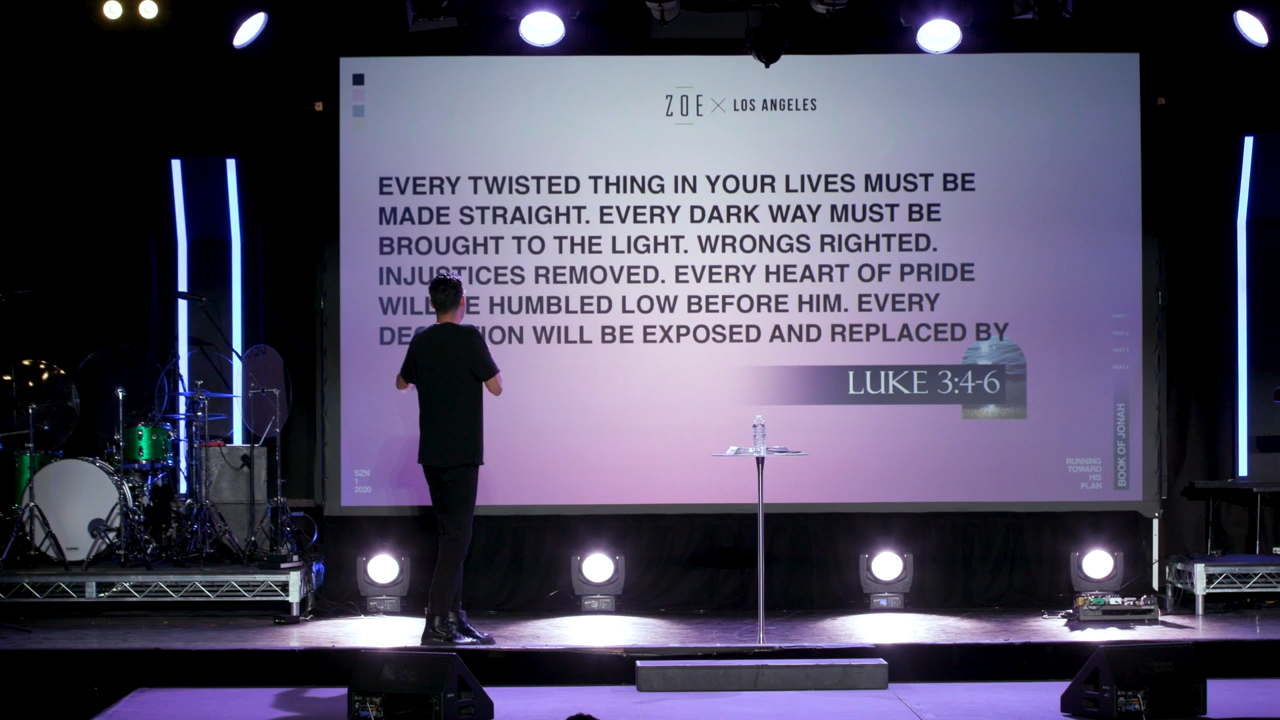 ZOE × LOS ANGELES
EVERY TWISTED THING IN YOUR LIVES MUST BE
MADE STRAIGHT. EVERY DARK WAY MUST BE
BROUGHT TO THE LIGHT. WRONGS RIGHTED.
INJUSTICES REMOVED. EVERY HEART OF PRIDE
WILL BE HUMBLED LOW BEFORE HIM. EVERY
WILL BE EXPOSED AND REPLACED BY
LUKE 3:4-6
SZN
1
2020
RUNNING
TOWARD
HIS
PLAN
BOOK OF JONAH